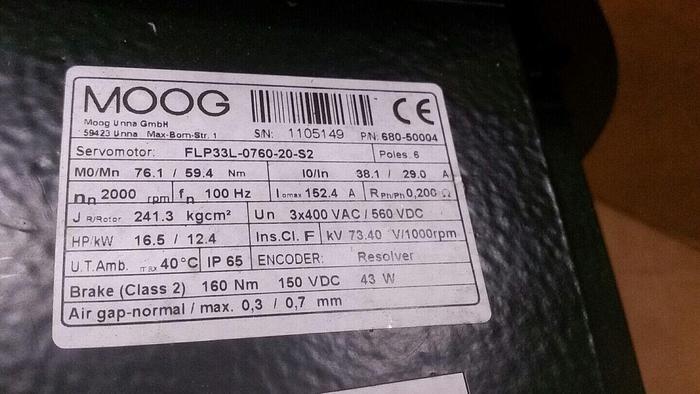 MOOG
CE
Moog Unna GmbH
59423 Unna Max-Born-Str. 1 S/N: 1105149 P/N: 680-50004
Servomotor: FLP33L-0760-20-S2 Poles 6
M0/Mn 76.1 / 59.4 Nm I0/In 38.1 / 29.0 A
nn 2000 rpm fn 100 Hz I omax 152.4 A R Ph/Ph 0,200 Ω
J R/Rotor 241.3 kgcm² Un 3x400 VAC / 560 VDC
HP/kW 16.5 / 12.4 Ins.Cl. F kV 73.40 V/1000rpm
U.T.Amb. max 40°C IP 65 ENCODER: Resolver
Brake (Class 2) 160 Nm 150 VDC 43 W
Air gap-normal / max. 0,3 / 0,7 mm